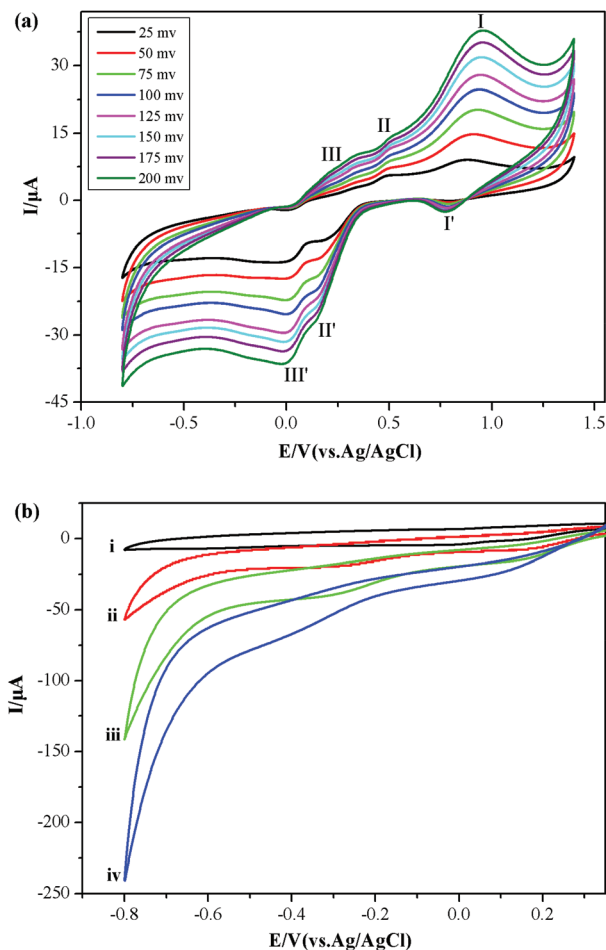 (a)
25 mv
50 mv
75 mv
100 mv
125 mv
150 mv
175 mv
200 mv
I
II
III
I'
II'
III'
30
15
0
-15
-30
-45
I/µA
-1.0 -0.5 0.0 0.5 1.0 1.5
E/V(vs.Ag/AgCl)
(b)
i
ii
iii
iv
0
-50
-100
-150
-200
-250
I/µA
-0.8 -0.6 -0.4 -0.2 0.0 0.2
E/V(vs.Ag/AgCl)